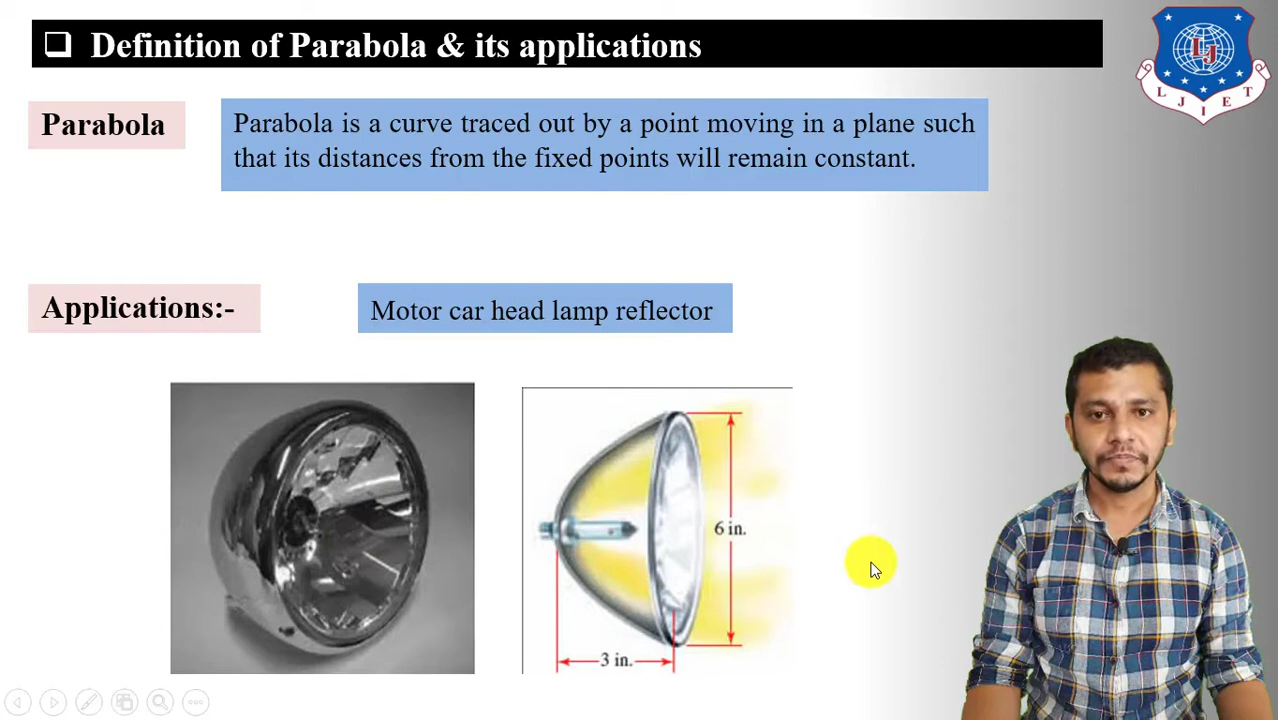 ❑ Definition of Parabola & its applications
LJ
L J I E T
Parabola
Parabola is a curve traced out by a point moving in a plane such
that its distances from the fixed points will remain constant.
Applications:-
Motor car head lamp reflector
6 in.
3 in.